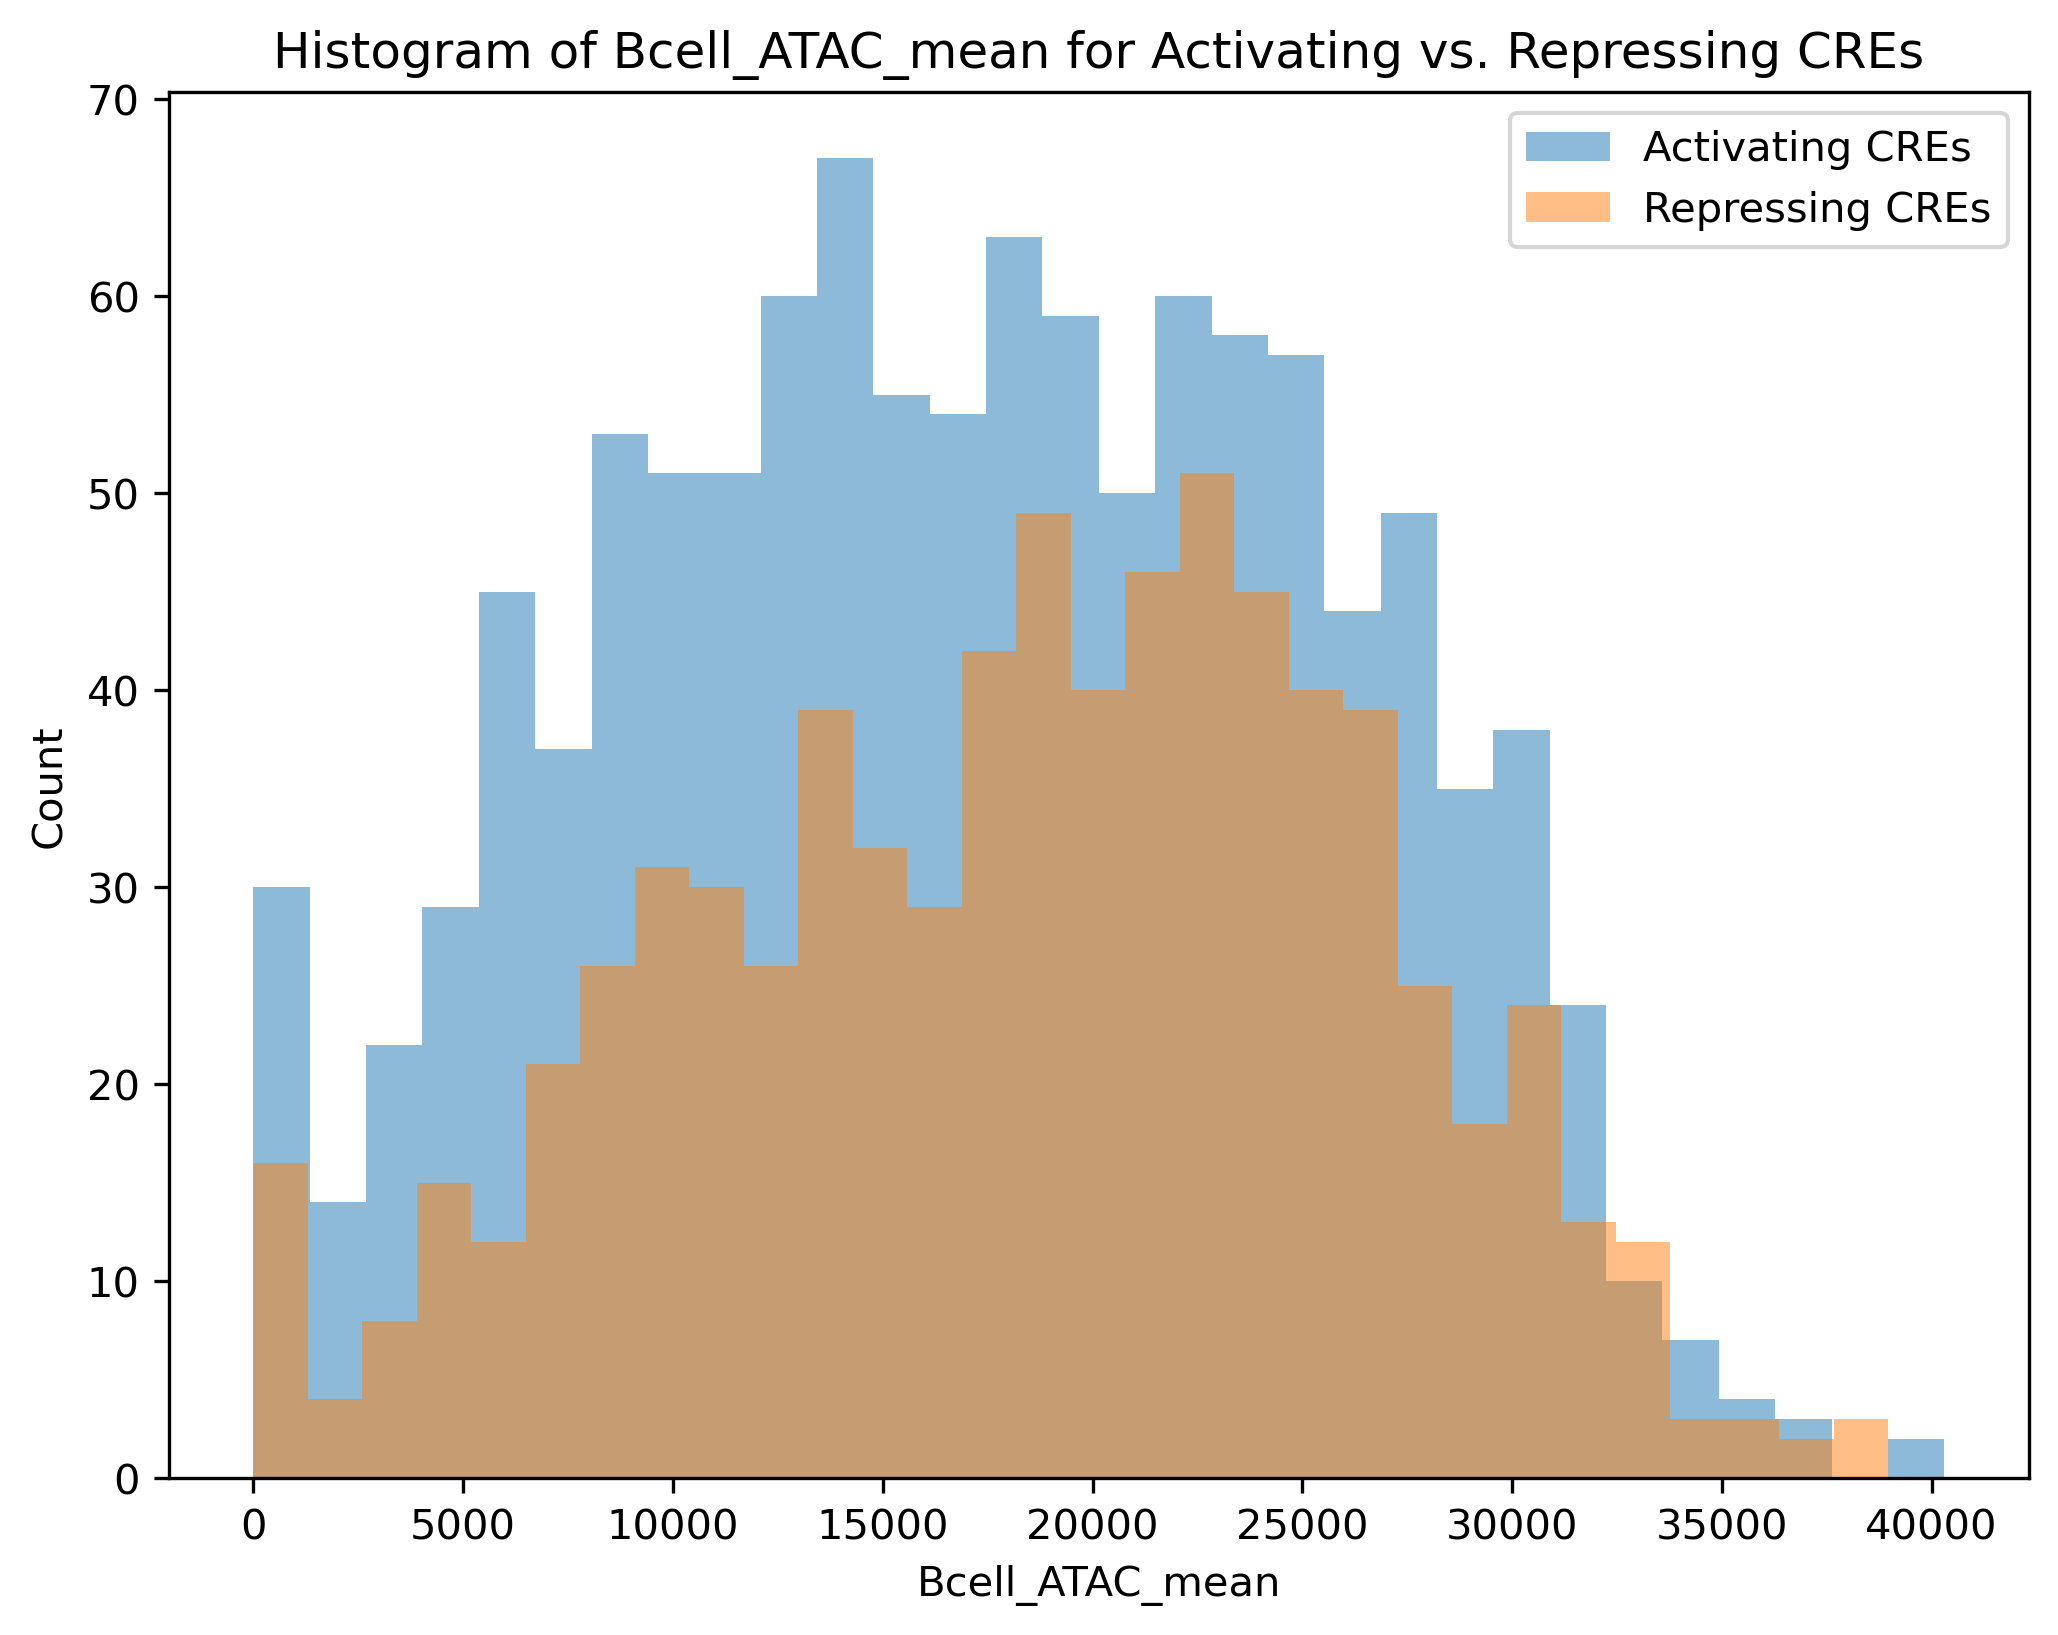 Histogram of Bcell_ATAC_mean for Activating vs. Repressing CREs
Activating CREs
Repressing CREs
70
60
50
40
30
20
10
0
Count
0 5000 10000 15000 20000 25000 30000 35000 40000
Bcell_ATAC_mean